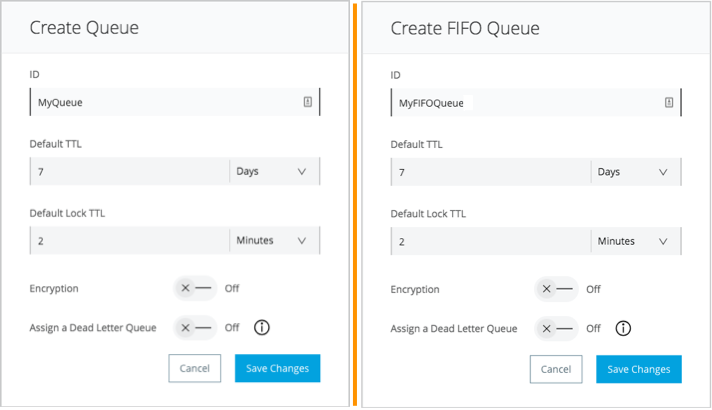 Create Queue
ID
MyQueue
Default TTL
7 Days
Default Lock TTL
2 Minutes
Encryption Off
Assign a Dead Letter Queue Off
Cancel Save Changes
Create FIFO Queue
ID
MyFIFOQueue
Default TTL
7 Days
Default Lock TTL
2 Minutes
Encryption Off
Assign a Dead Letter Queue Off
Cancel Save Changes